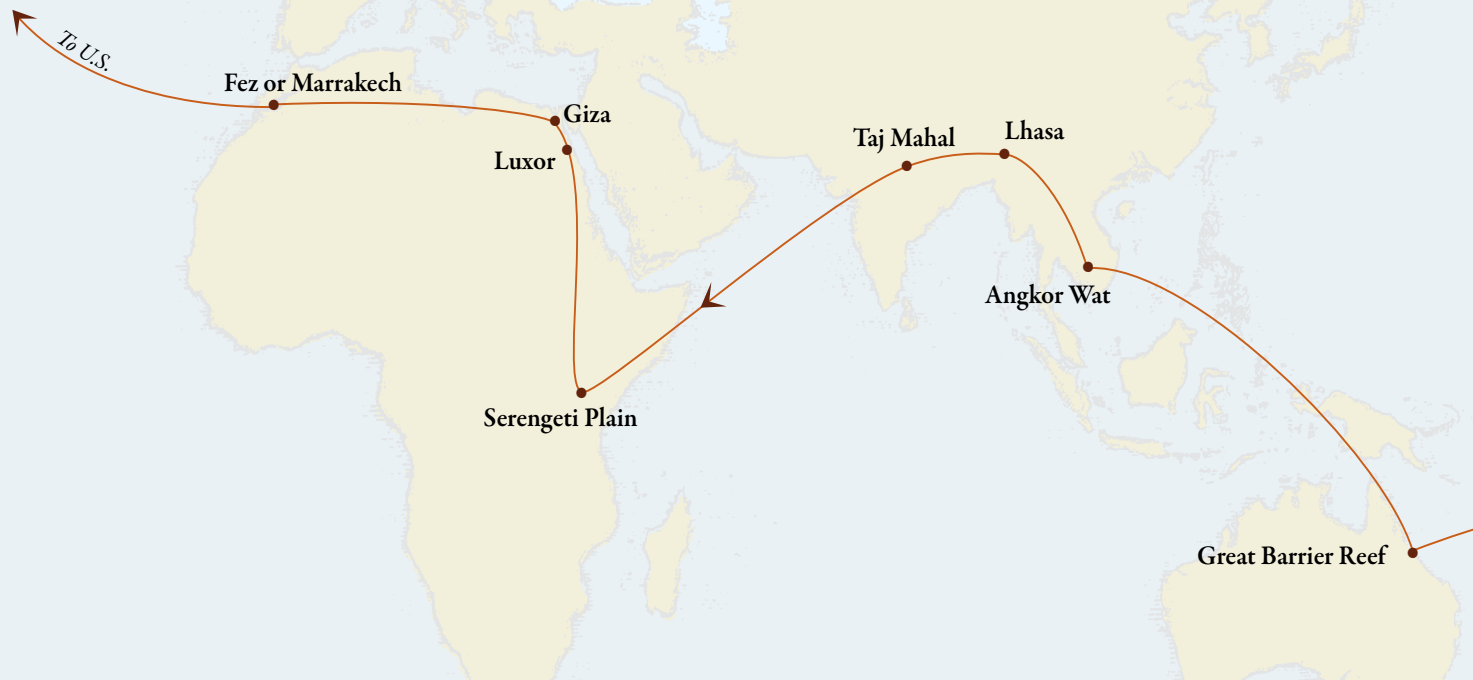 To U.S.
Fez or Marrakech
Giza
Luxor
Taj Mahal
Lhasa
Angkor Wat
Serengeti Plain
Great Barrier Reef